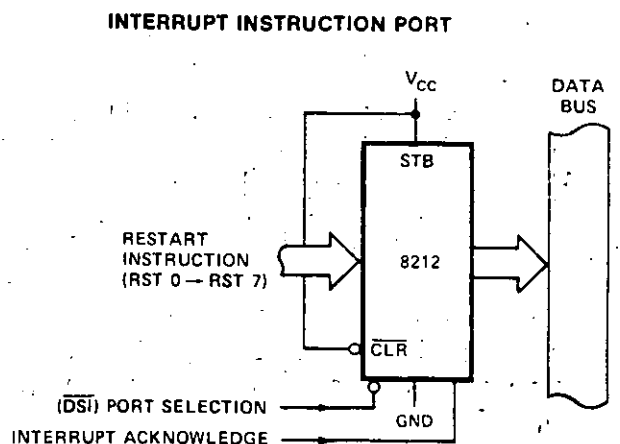 INTERRUPT INSTRUCTION PORT
VCC
DATA
BUS
STB
RESTART
INSTRUCTION
(RST 0 → RST 7)
8212
CLR
(DSI) PORT SELECTION
GND
INTERRUPT ACKNOWLEDGE